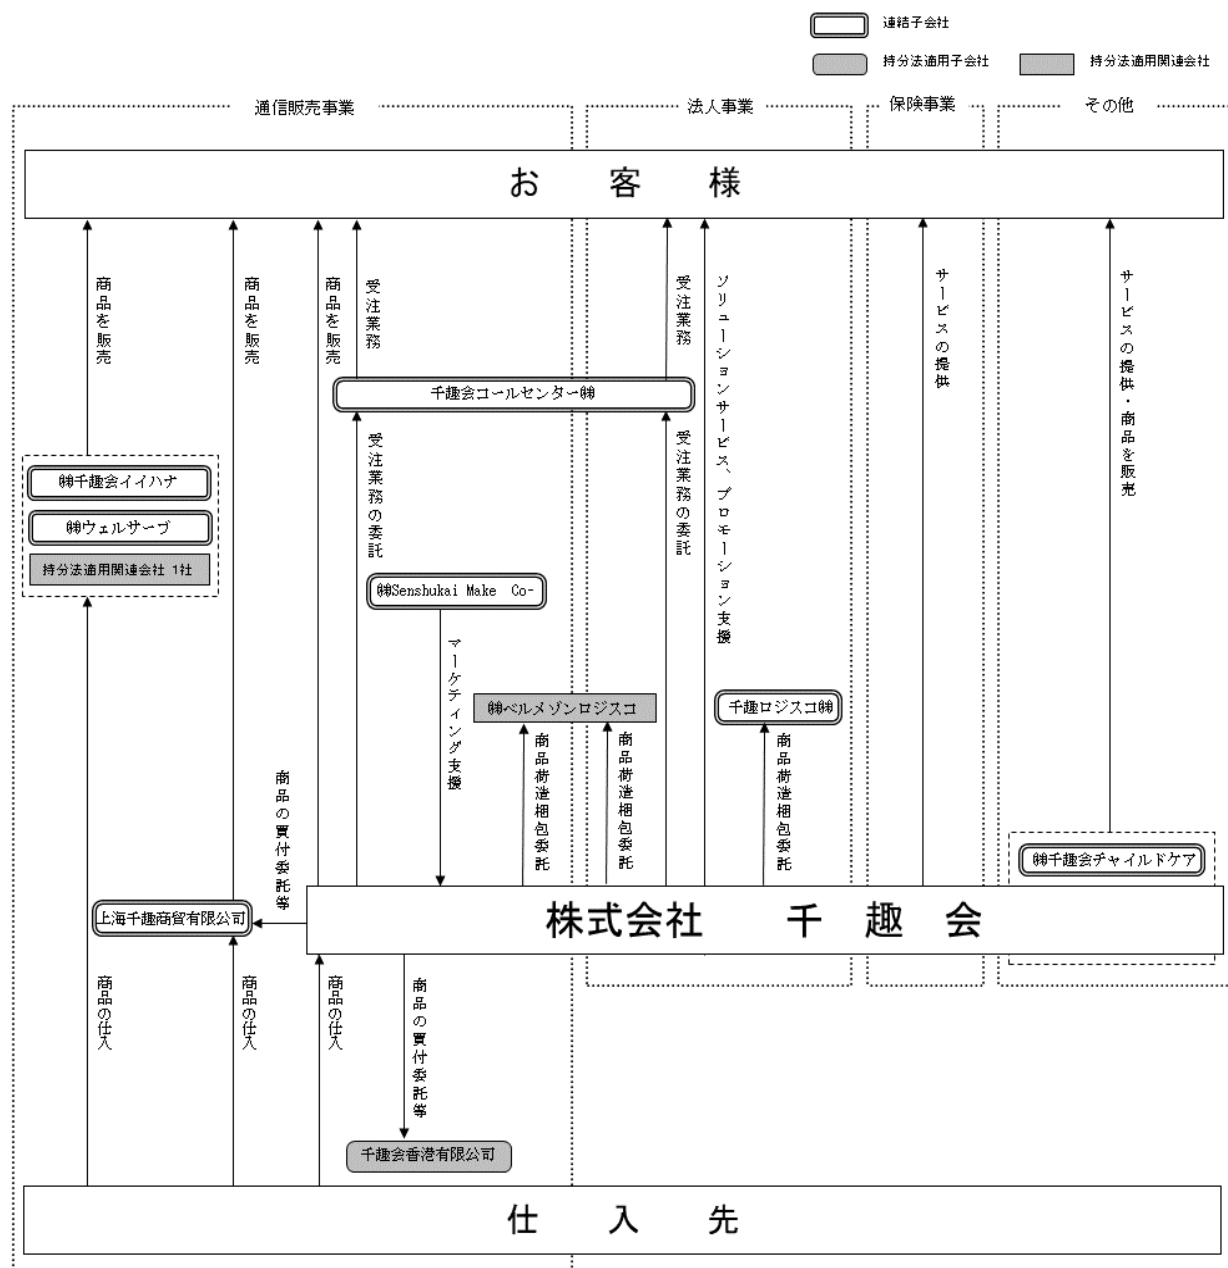 連結子会社
持分法適用子会社
持分法適用関連会社
通信販売事業
法人事業
保険事業
その他
お客様
商品を販売
商品を販売
商品を販売
受注業務
受注業務
ソリューションサービス、プロモーション支援
サービスの提供
サービスの提供・商品を販売
千趣会コールセンター㈱
受注業務の委託
受注業務の委託
㈱千趣会イイハナ
㈱ウェルサーブ
持分法適用関連会社 1社
㈱Senshukai Make Co-
マーケティング支援
㈱ベルメゾンロジスコ
千趣ロジスコ㈱
商品荷造梱包委託
商品荷造梱包委託
商品荷造梱包委託
商品の買付委託等
㈱千趣会チャイルドケア
上海千趣商貿有限公司
株式会社 千趣会
商品の仕入
商品の仕入
商品の仕入
商品の買付委託等
千趣会香港有限公司
仕入先